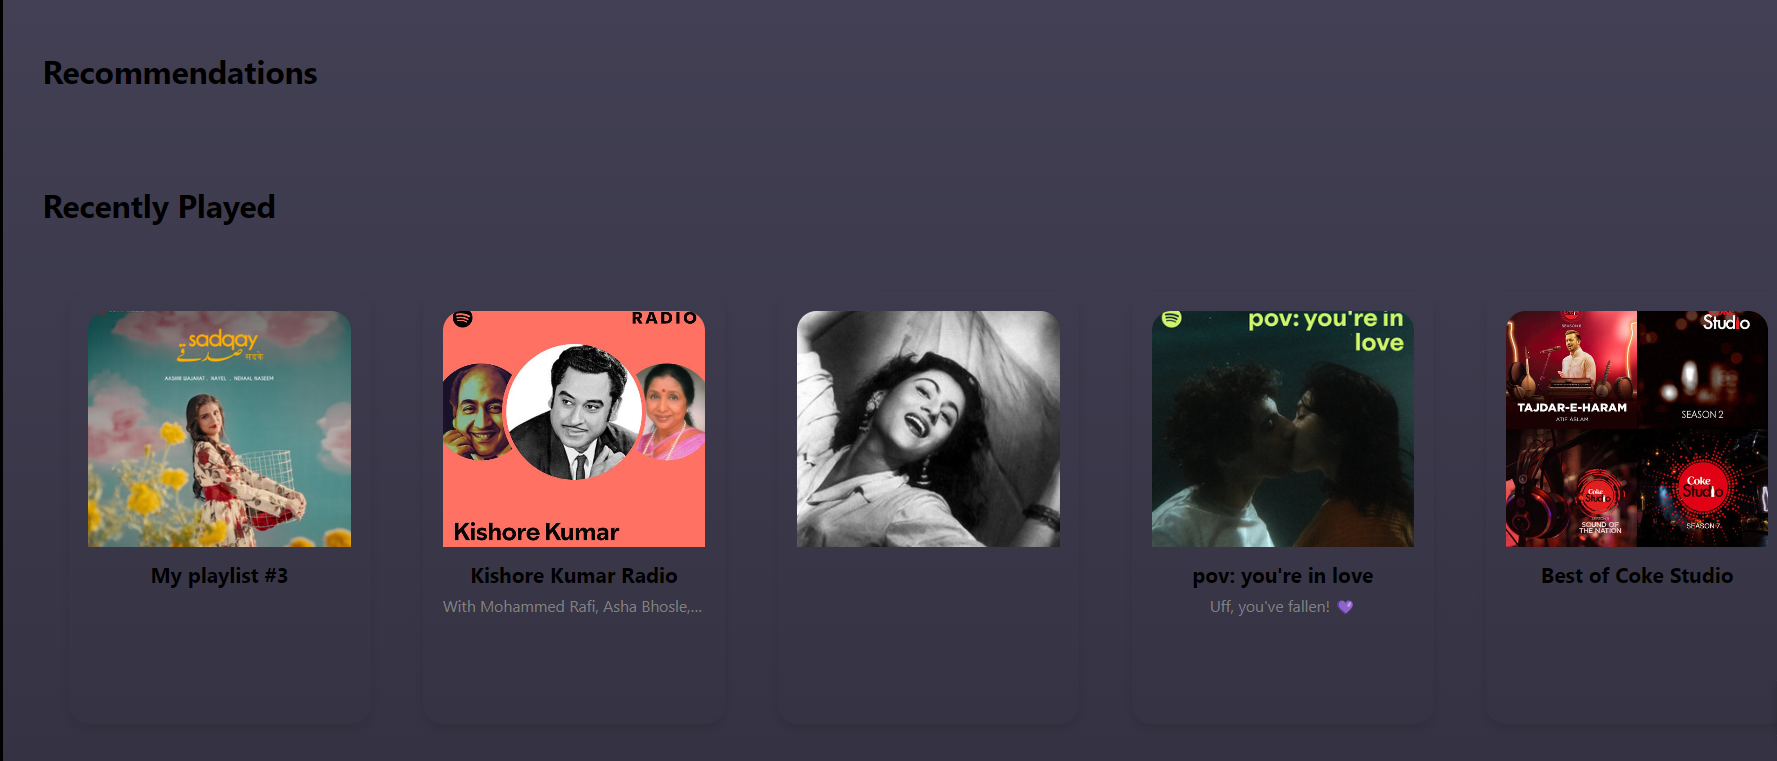 Recommendations
Recently Played
sadqay
صدقے सदके
AASHIR WAJAHAT . NAYEL . NEHAAL NASEEM
My playlist #3
RADIO
Kishore Kumar
Kishore Kumar Radio
With Mohammed Rafi, Asha Bhosle,...
pov: you're in
love
pov: you're in love
Uff, you've fallen! 💜
TAJDAR-E-HARAM
ATIF ASLAM
Studio
SEASON 2
Coke
Studio
SOUND OF
THE NATION
Coke
Studio
SEASON 7
Best of Coke Studio